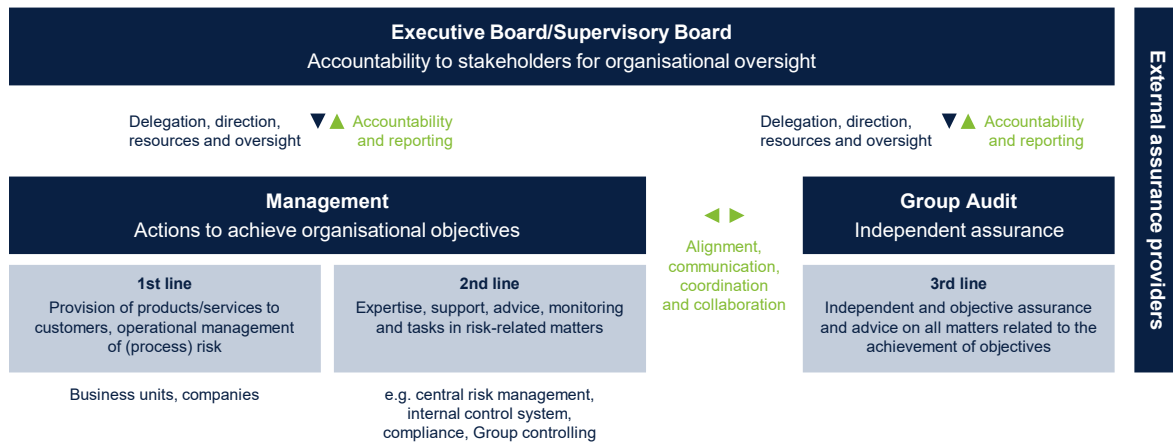 Executive Board/Supervisory Board
Accountability to stakeholders for organisational oversight
Delegation, direction,
resources and oversight
Accountability
and reporting
Delegation, direction,
resources and oversight
Accountability
and reporting
Management
Actions to achieve organisational objectives
Alignment,
communication,
coordination
and collaboration
Group Audit
Independent assurance
1st line
Provision of products/services to
customers, operational management
of (process) risk
2nd line
Expertise, support, advice, monitoring
and tasks in risk-related matters
3rd line
Independent and objective assurance
and advice on all matters related to the
achievement of objectives
Business units, companies
e.g. central risk management,
internal control system,
compliance, Group controlling
External assurance providers